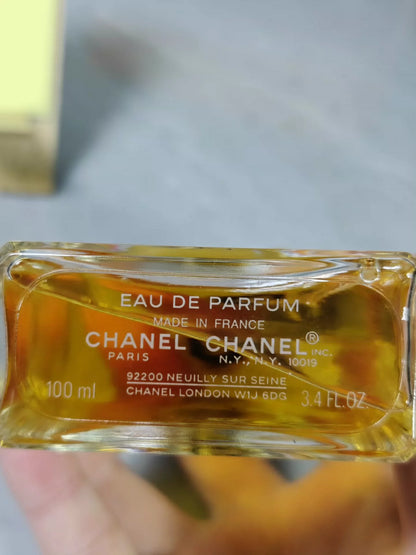 EAU DE PARFUM
MADE IN FRANCE
CHANEL CHANEL® INC.
PARIS N.Y., N.Y. 10019
100 ml 92200 NEUILLY SUR SEINE
CHANEL LONDON W1J 6DG 3.4 FL.OZ.